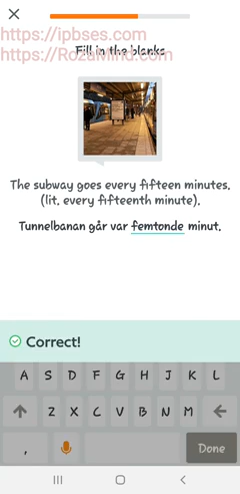 https://ipbses.com
Fill in the blanks
https://RozaMind.com
The subway goes every fifteen minutes.
(lit. every fifteenth minute).
Tunnelbanan går var femtonde minut.
Correct!
A S D F G H J K L
Z X C V B N M
, Done